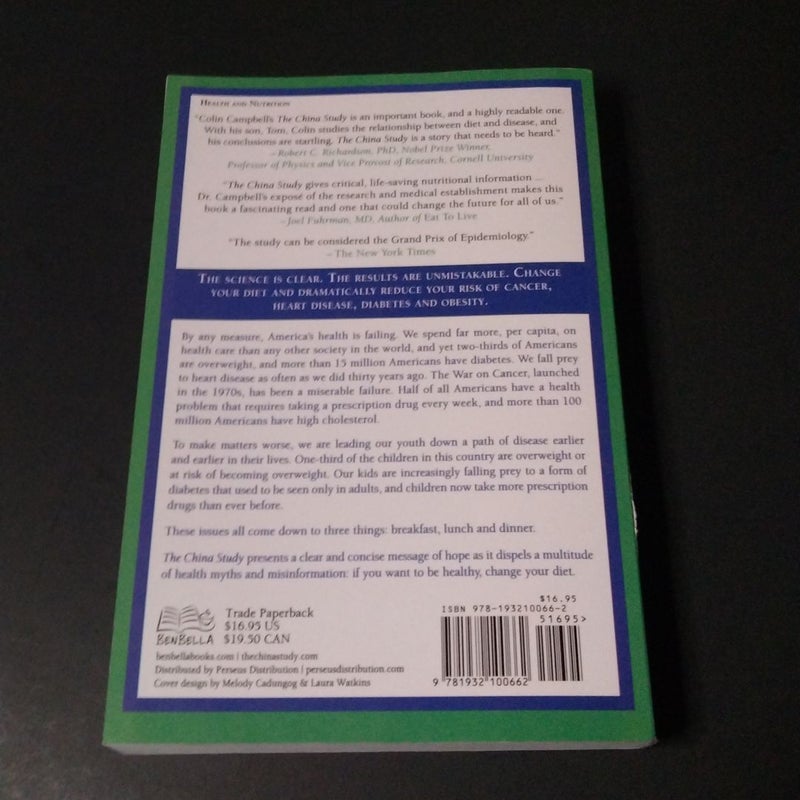 HEALTH AND NUTRITION
"Colin Campbell's The China Study is an important book, and a highly readable one.
With his son, Tom, Colin studies the relationship between diet and disease, and
his conclusions are startling. The China Study is a story that needs to be heard."
–Robert C. Richardson, PhD, Nobel Prize Winner,
Professor of Physics and Vice Provost of Research, Cornell University
"The China Study gives critical, life-saving nutritional information ...
Dr. Campbell's exposé of the research and medical establishment makes this
book a fascinating read and one that could change the future for all of us."
–Joel Fuhrman, MD, Author of Eat To Live
"The study can be considered the Grand Prix of Epidemiology."
–The New York Times
THE SCIENCE IS CLEAR. THE RESULTS ARE UNMISTAKABLE. CHANGE
YOUR DIET AND DRAMATICALLY REDUCE YOUR RISK OF CANCER,
HEART DISEASE, DIABETES AND OBESITY.
By any measure, America's health is failing. We spend far more, per capita, on
health care than any other society in the world, and yet two-thirds of Americans
are overweight, and more than 15 million Americans have diabetes. We fall prey
to heart disease as often as we did thirty years ago. The War on Cancer, launched
in the 1970s, has been a miserable failure. Half of all Americans have a health
problem that requires taking a prescription drug every week, and more than 100
million Americans have high cholesterol.
To make matters worse, we are leading our youth down a path of disease earlier
and earlier in their lives. One-third of the children in this country are overweight or
at risk of becoming overweight. Our kids are increasingly falling prey to a form of
diabetes that used to be seen only in adults, and children now take more prescription
drugs than ever before.
These issues all come down to three things: breakfast, lunch and dinner.
The China Study presents a clear and concise message of hope as it dispels a multitude
of health myths and misinformation: if you want to be healthy, change your diet.
BENBELLA
Trade Paperback
$16.95 US
$19.50 CAN
benbellabooks.com | thechinastudy.com
Distributed by Perseus Distribution | perseusdistribution.com
Cover design by Melody Cadungog & Laura Watkins
$16.95
ISBN 978-193210066-2
51695>
9 781932 100662